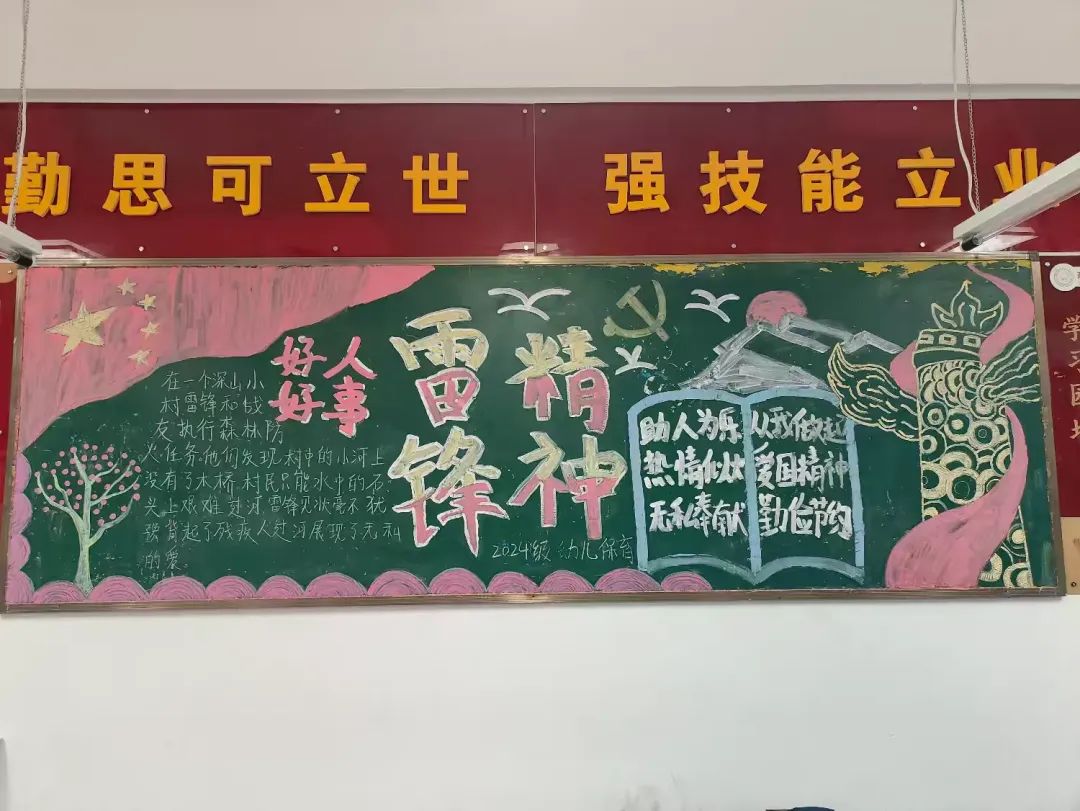 勤思可立世 强技能立业
好人
好事
雷锋
精神
在一个深山小
村雷锋和战
友执行森林防
火任务,他们发现村中的小河上
没有了木桥村民只能水中的石
头上艰难过河雷锋见状毫不犹
豫背起了残疾人过河展现了无私
的爱
2024级幼儿保育
助人为乐
热情似火
无私奉献
从我做起
爱国精神
勤俭节约
学习园地